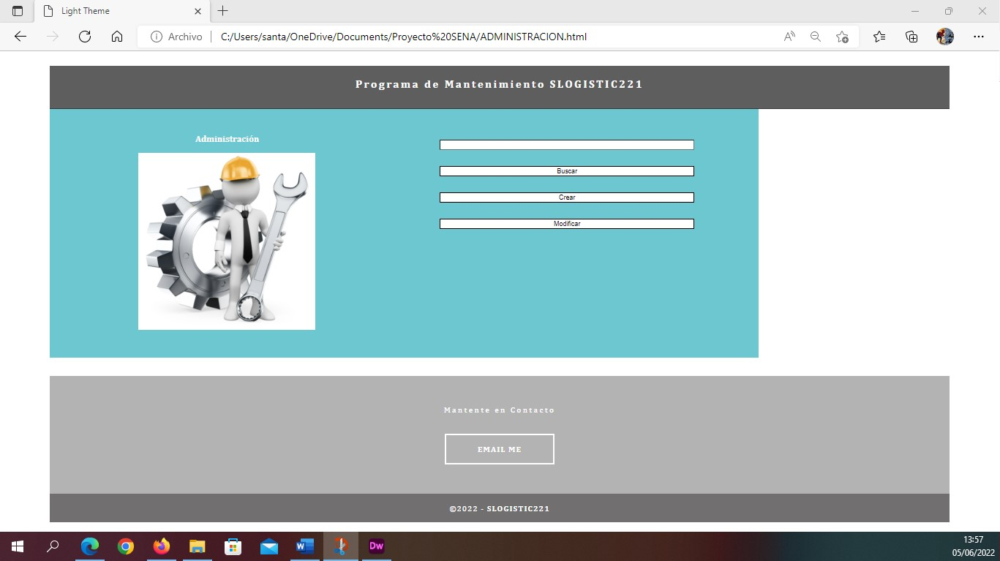 Light Theme
Archivo C:/Users/santa/OneDrive/Documents/Proyecto%20SENA/ADMINISTRACION.html
Programa de Mantenimiento SLOGISTIC221
Administración
Buscar
Crear
Modificar
Mantente en Contacto
EMAIL ME
©2022 - SLOGISTIC221
Dw
13:57
05/06/2022